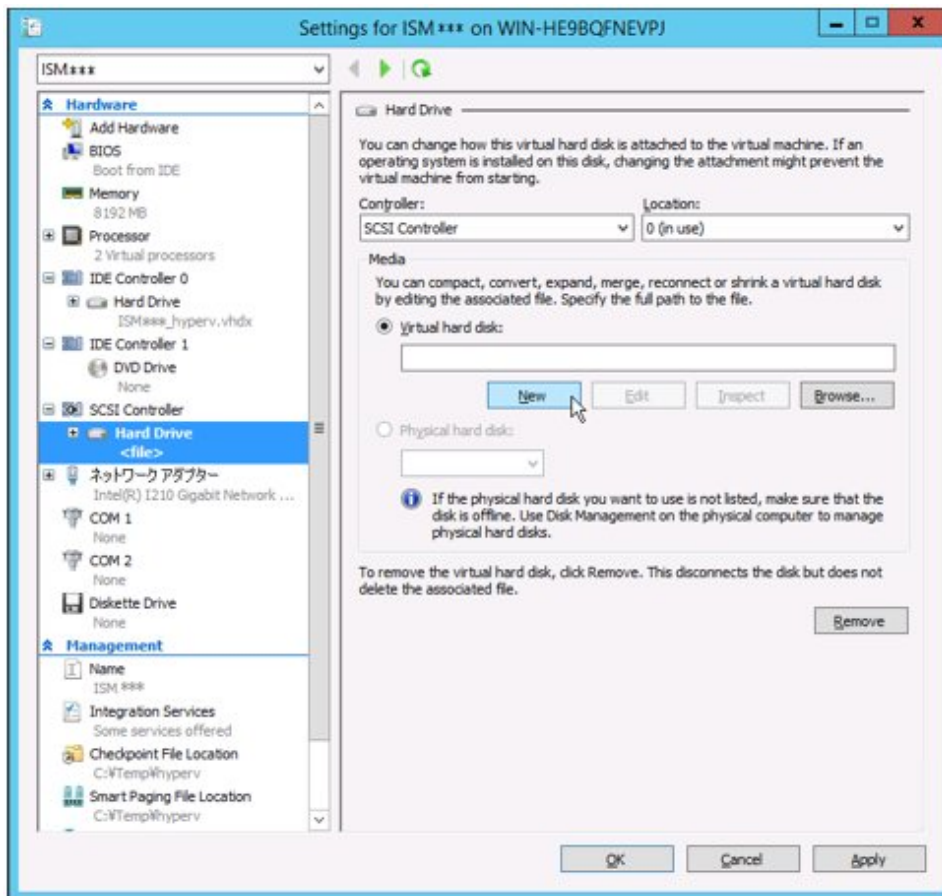 Settings for ISM*** on WIN-HE9BQFNEVPJ
ISM***
Hardware
Add Hardware
BIOS
Boot from IDE
Memory
8192 MB
Processor
2 Virtual processors
IDE Controller 0
Hard Drive
ISM***_hyperv.vhdx
IDE Controller 1
DVD Drive
None
SCSI Controller
Hard Drive
<file>
ネットワーク アダプター
Intel(R) I210 Gigabit Network ...
COM 1
None
COM 2
None
Diskette Drive
None
Management
Name
ISM ***
Integration Services
Some services offered
Checkpoint File Location
C:¥Temp¥hyperv
Smart Paging File Location
C:¥Temp¥hyperv
Hard Drive
You can change how this virtual hard disk is attached to the virtual machine. If an
operating system is installed on this disk, changing the attachment might prevent the
virtual machine from starting.
Controller: Location:
SCSI Controller 0 (in use)
Media
You can compact, convert, expand, merge, reconnect or shrink a virtual hard disk
by editing the associated file. Specify the full path to the file.
Virtual hard disk:
New Edit Inspect Browse...
Physical hard disk:
If the physical hard disk you want to use is not listed, make sure that the
disk is offline. Use Disk Management on the physical computer to manage
physical hard disks.
To remove the virtual hard disk, click Remove. This disconnects the disk but does not
delete the associated file.
Remove
OK Cancel Apply